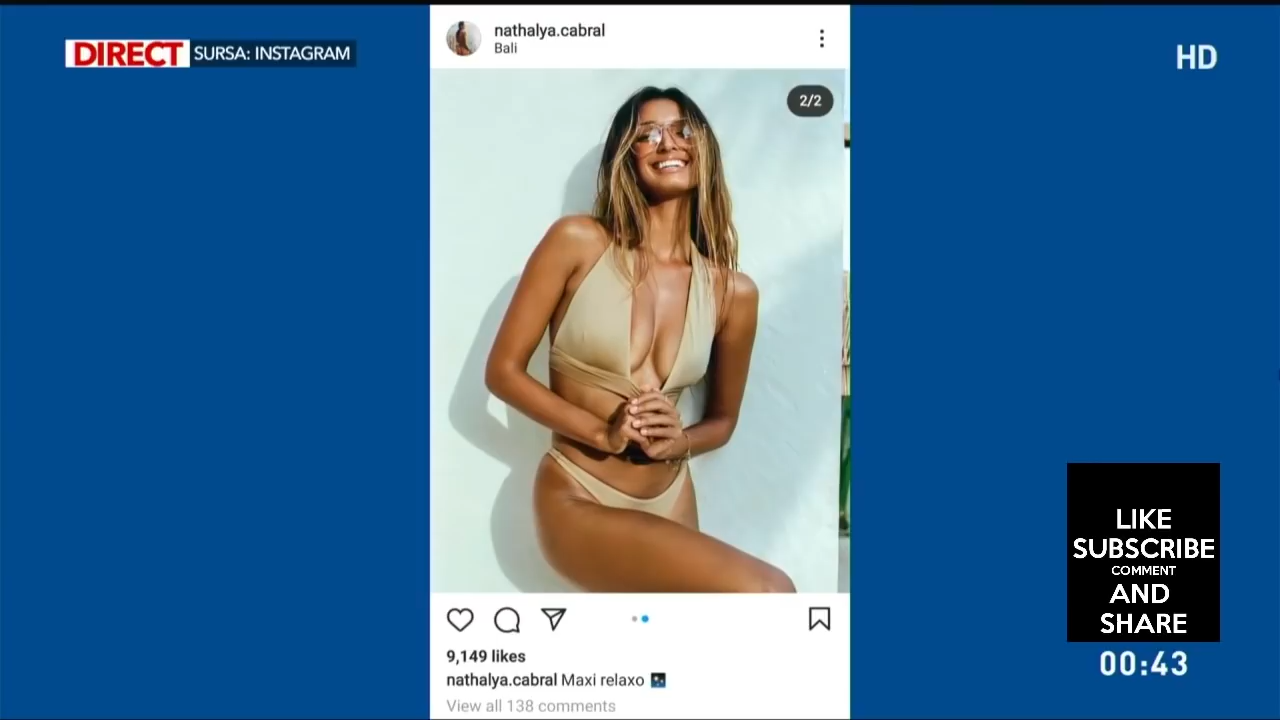 DIRECT SURSA: INSTAGRAM
nathalya.cabral
Bali
HD
2/2
9,149 likes
nathalya.cabral Maxi relaxo
View all 138 comments
LIKE
SUBSCRIBE
COMMENT
AND
SHARE
00:43